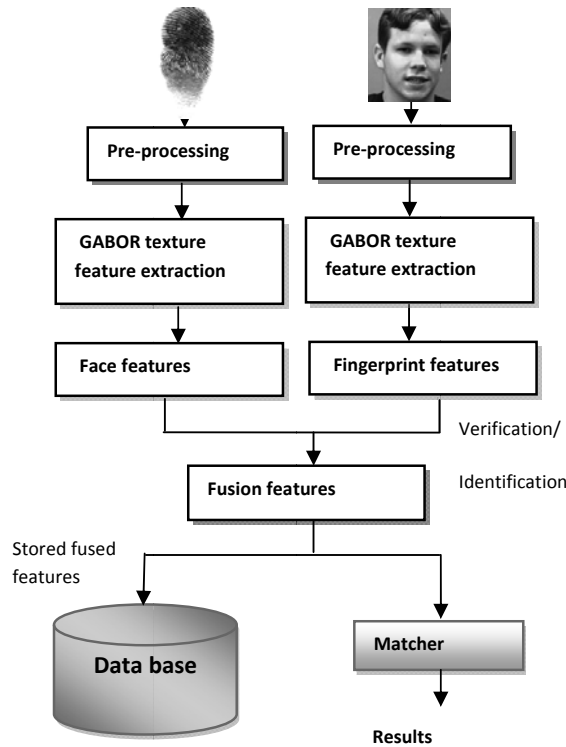 Pre-processing
Pre-processing
GABOR texture
feature extraction
GABOR texture
feature extraction
Face features
Fingerprint features
Verification/
Identification
Fusion features
Stored fused
features
Data base
Matcher
Results